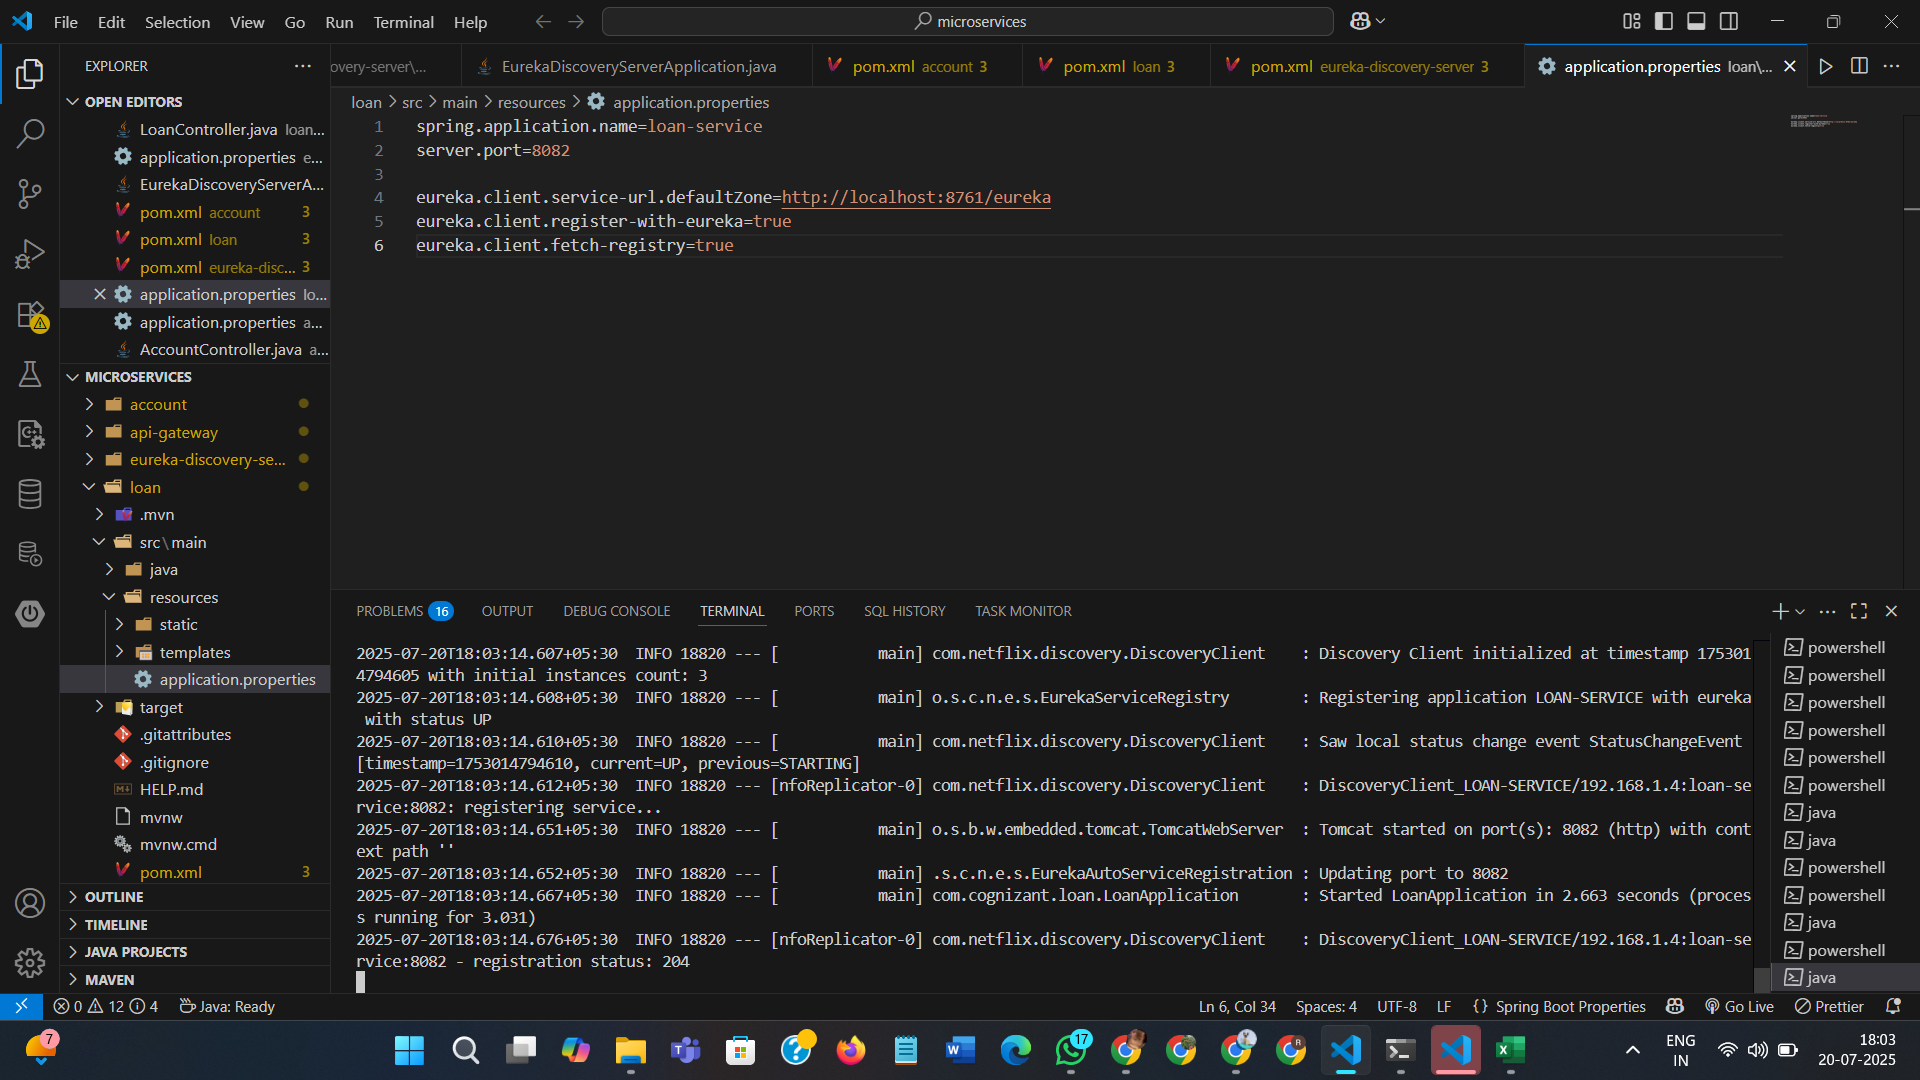 File Edit Selection View Go Run Terminal Help
microservices
EXPLORER
overy-server\...
EurekaDiscoveryServerApplication.java
pom.xml account 3
pom.xml loan 3
pom.xml eureka-discovery-server 3
application.properties loan\...
OPEN EDITORS
LoanController.java loan...
application.properties e...
EurekaDiscoveryServerA...
pom.xml account 3
pom.xml loan 3
pom.xml eureka-disc... 3
application.properties lo...
application.properties a...
AccountController.java a...
MICROSERVICES
account
api-gateway
eureka-discovery-se...
loan
.mvn
src\main
java
resources
static
templates
application.properties
target
.gitattributes
.gitignore
HELP.md
mvnw
mvnw.cmd
pom.xml 3
OUTLINE
TIMELINE
JAVA PROJECTS
MAVEN
loan > src > main > resources > application.properties
1 spring.application.name=loan-service
2 server.port=8082
3
4 eureka.client.service-url.defaultZone=http://localhost:8761/eureka
5 eureka.client.register-with-eureka=true
6 eureka.client.fetch-registry=true
PROBLEMS 16 OUTPUT DEBUG CONSOLE TERMINAL PORTS SQL HISTORY TASK MONITOR
2025-07-20T18:03:14.607+05:30  INFO 18820 --- [           main] com.netflix.discovery.DiscoveryClient    : Discovery Client initialized at timestamp 175301
4794605 with initial instances count: 3
2025-07-20T18:03:14.608+05:30  INFO 18820 --- [           main] o.s.c.n.e.s.EurekaServiceRegistry        : Registering application LOAN-SERVICE with eureka
with status UP
2025-07-20T18:03:14.610+05:30  INFO 18820 --- [           main] com.netflix.discovery.DiscoveryClient    : Saw local status change event StatusChangeEvent
[timestamp=1753014794610, current=UP, previous=STARTING]
2025-07-20T18:03:14.612+05:30  INFO 18820 --- [nfoReplicator-0] com.netflix.discovery.DiscoveryClient    : DiscoveryClient_LOAN-SERVICE/192.168.1.4:loan-se
rvice:8082: registering service...
2025-07-20T18:03:14.651+05:30  INFO 18820 --- [           main] o.s.b.w.embedded.tomcat.TomcatWebServer  : Tomcat started on port(s): 8082 (http) with cont
ext path ''
2025-07-20T18:03:14.652+05:30  INFO 18820 --- [           main] .s.c.n.e.s.EurekaAutoServiceRegistration : Updating port to 8082
2025-07-20T18:03:14.667+05:30  INFO 18820 --- [           main] com.cognizant.loan.LoanApplication       : Started LoanApplication in 2.663 seconds (proces
s running for 3.031)
2025-07-20T18:03:14.676+05:30  INFO 18820 --- [nfoReplicator-0] com.netflix.discovery.DiscoveryClient    : DiscoveryClient_LOAN-SERVICE/192.168.1.4:loan-se
rvice:8082 - registration status: 204
powershell
powershell
powershell
powershell
powershell
powershell
java
java
powershell
powershell
java
powershell
java
0 12 4 Java: Ready
Ln 6, Col 34 Spaces: 4 UTF-8 LF {} Spring Boot Properties Go Live Prettier
7
17
ENG
IN
18:03
20-07-2025